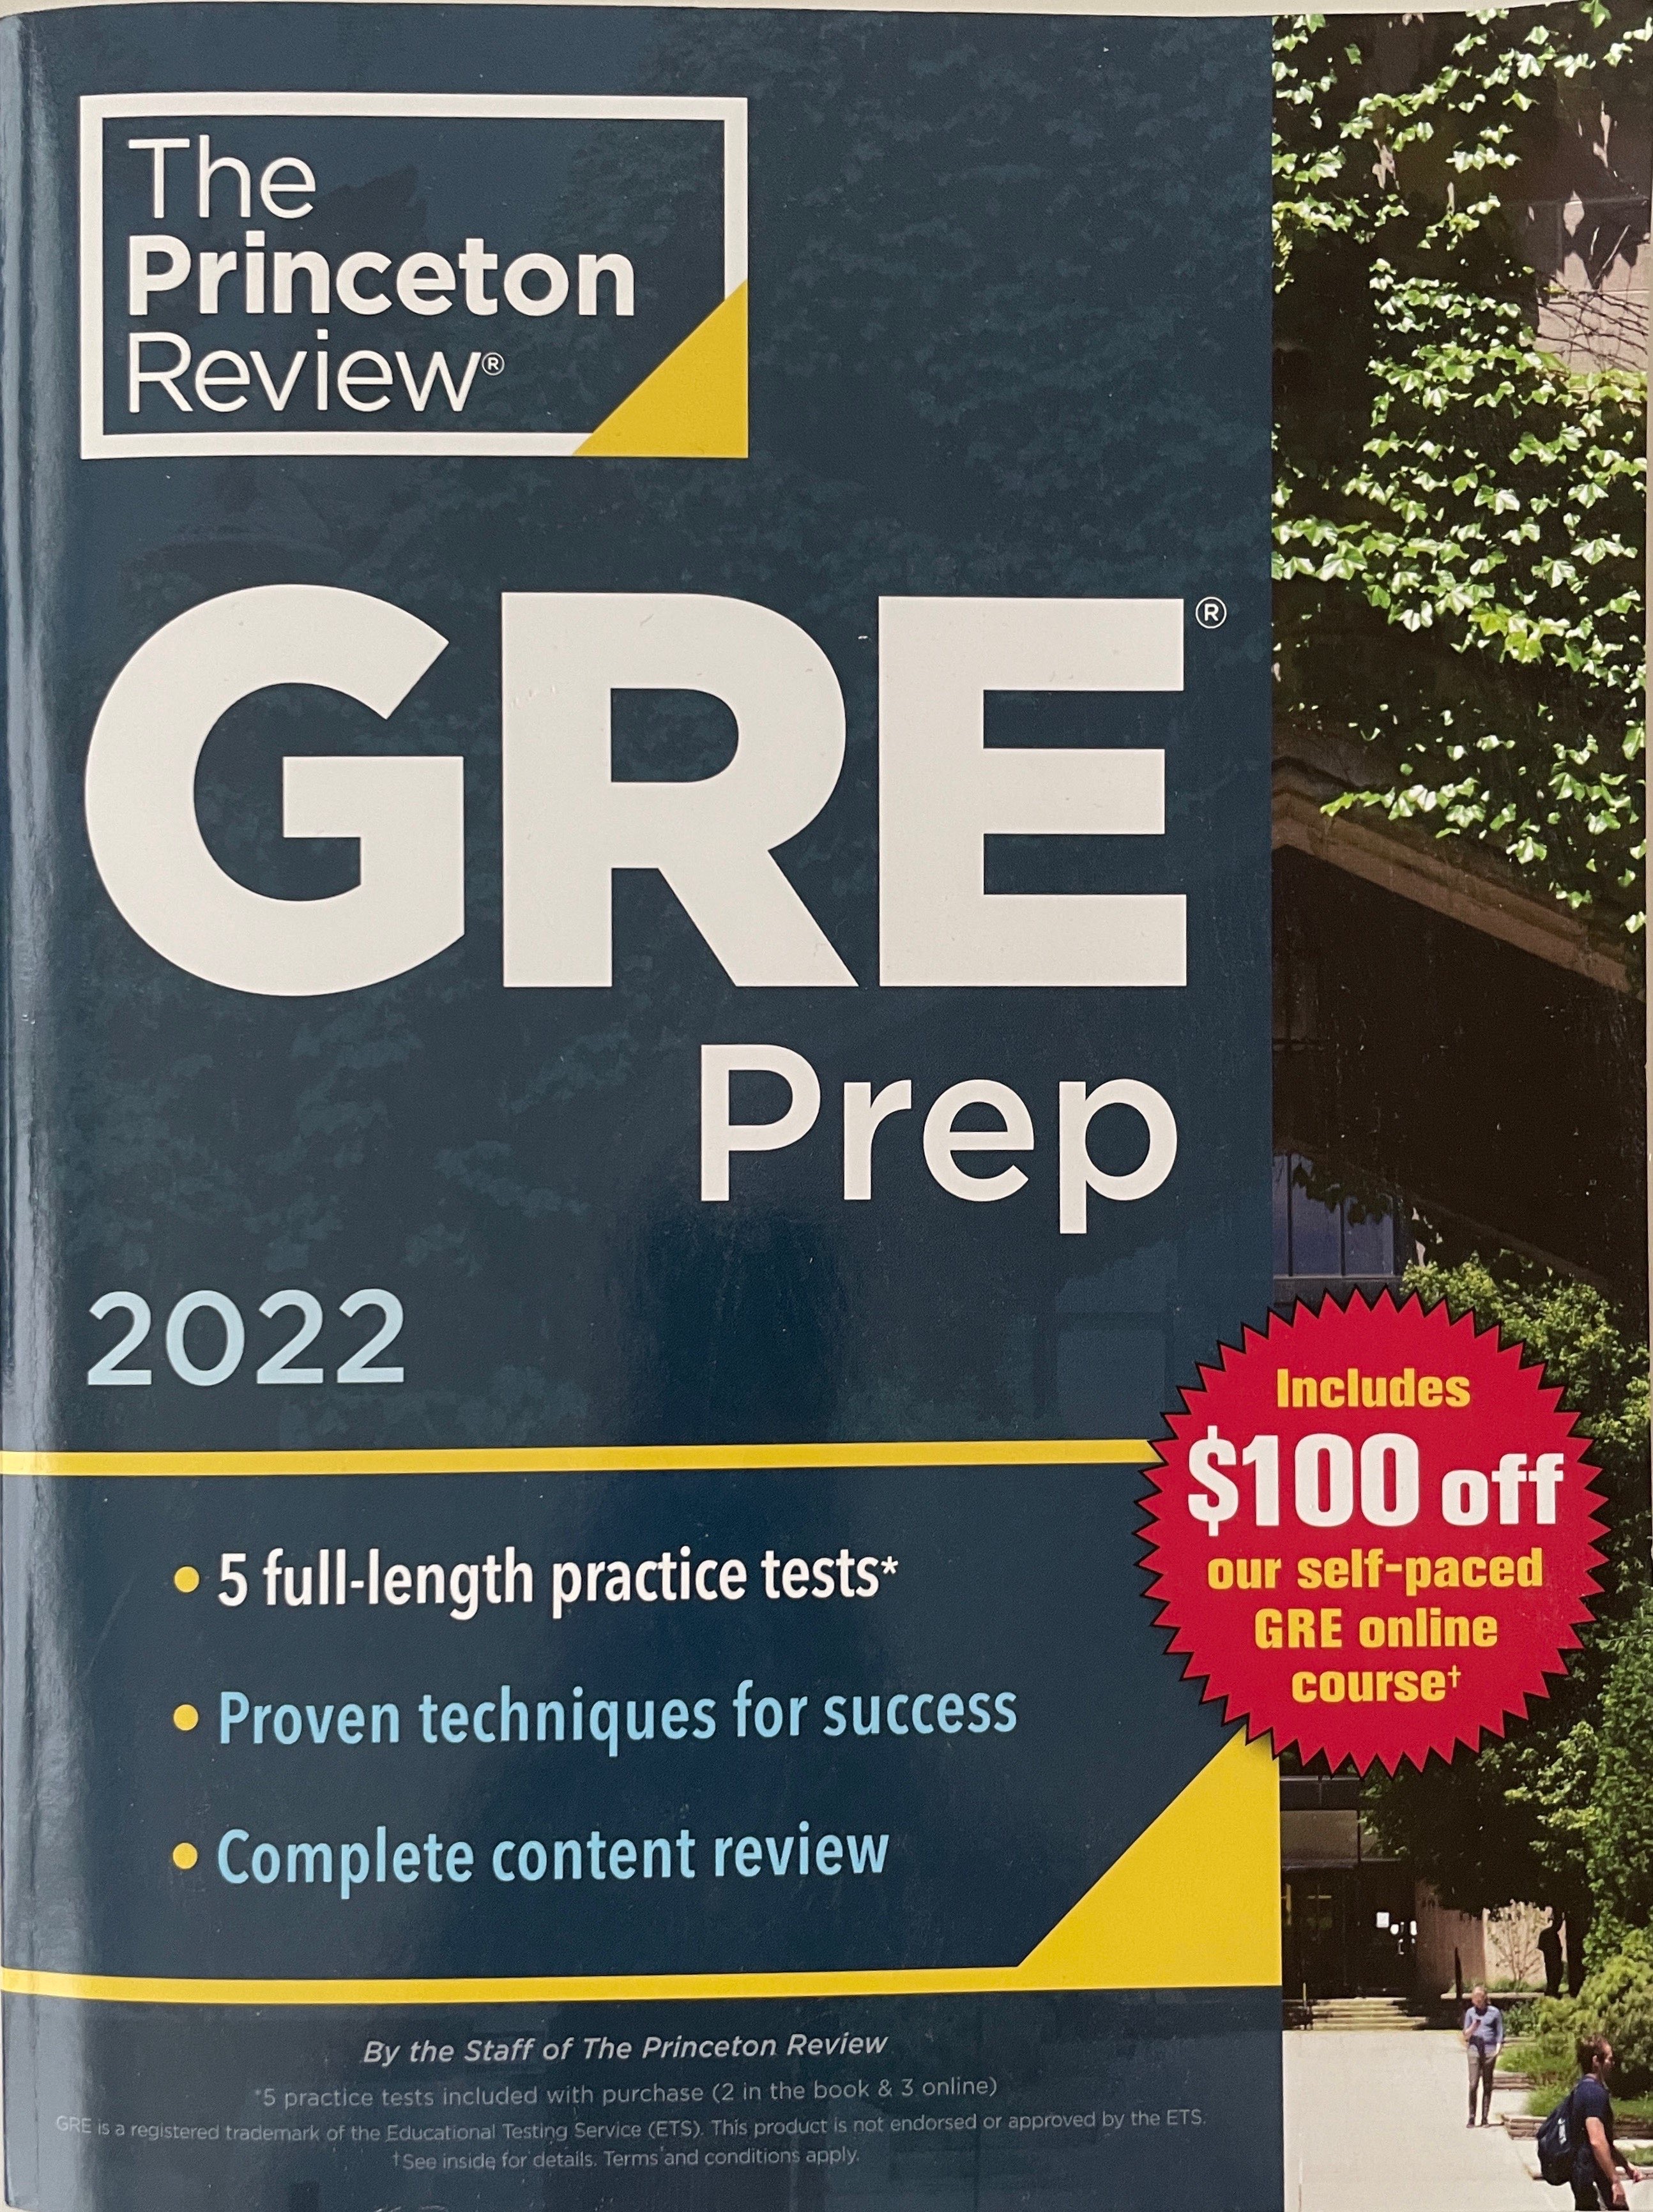 The
Princeton
Review®
GRE®
Prep
2022
Includes
$100 off
our self-paced
GRE online
course†
• 5 full-length practice tests*
• Proven techniques for success
• Complete content review
By the Staff of The Princeton Review
*5 practice tests included with purchase (2 in the book & 3 online)
GRE is a registered trademark of the Educational Testing Service (ETS). This product is not endorsed or approved by the ETS.
†See inside for details. Terms and conditions apply.